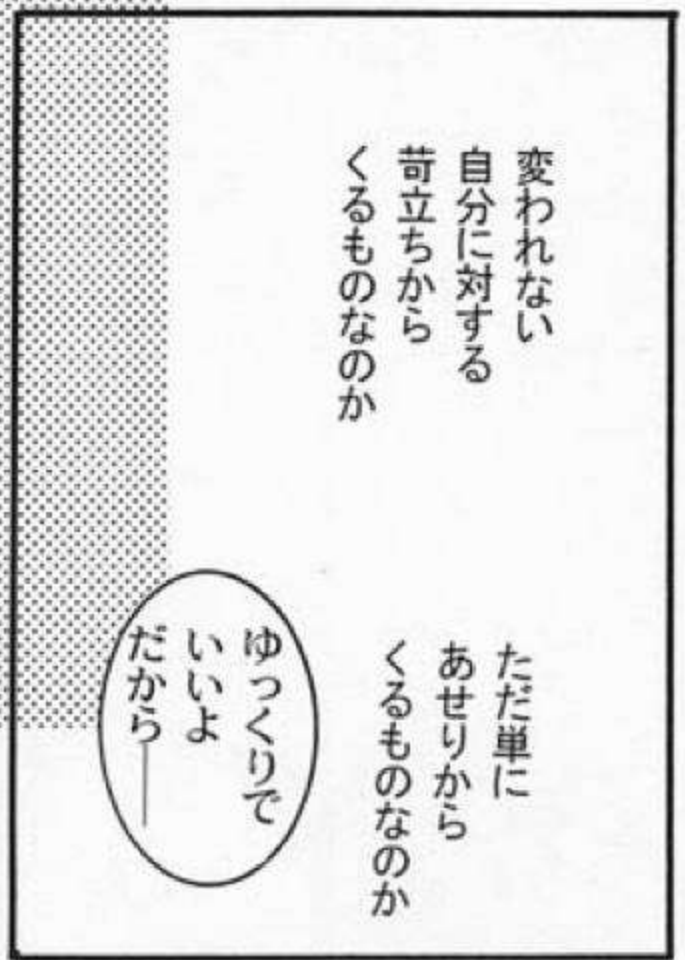 変われない
自分に対する
苛立ちから
くるものなのか
ただ単に
あせりから
くるものなのか
ゆっくりで
いいよ
だから――